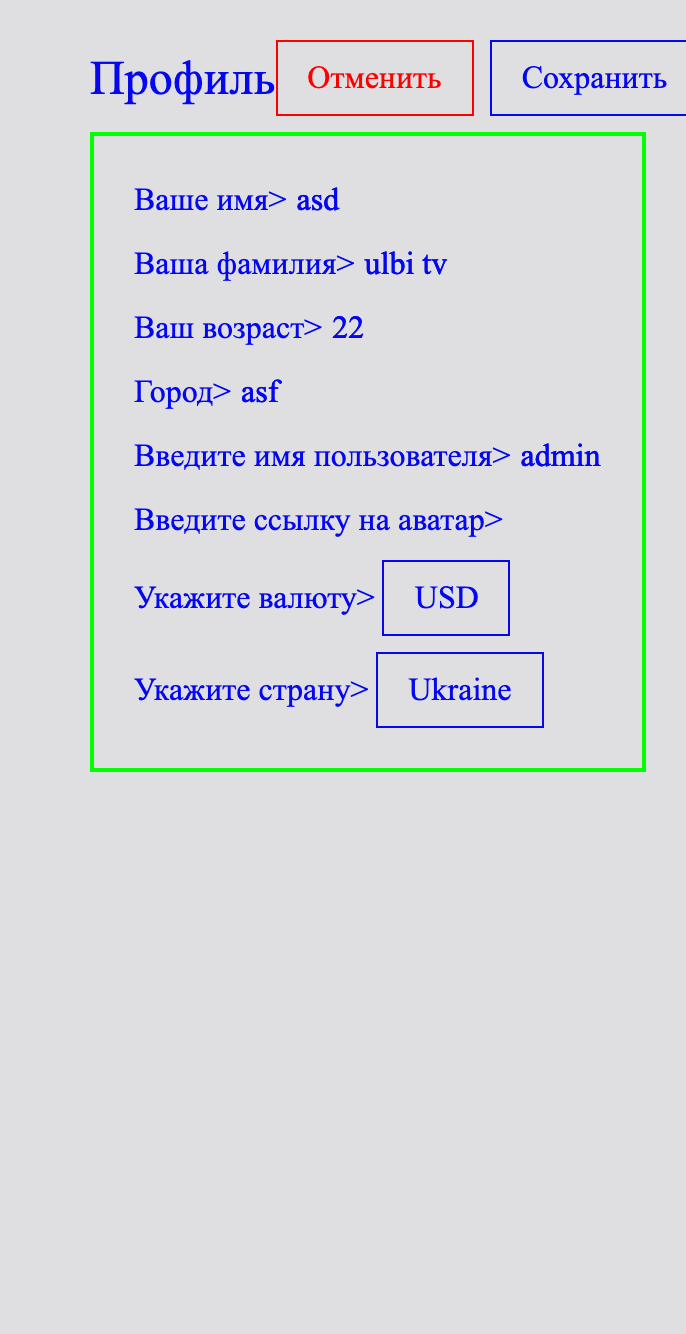 Профиль Отменить Сохранить
Ваше имя> asd
Ваша фамилия> ulbi tv
Ваш возраст> 22
Город> asf
Введите имя пользователя> admin
Введите ссылку на аватар>
Укажите валюту> USD
Укажите страну> Ukraine